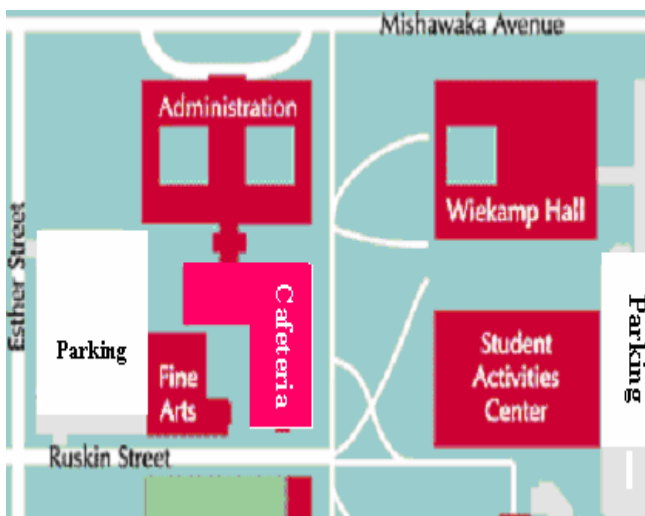 Mishawaka Avenue
Administration
Wiekamp Hall
Esther Street
Parking
Cafeteria
Fine
Arts
Student
Activities
Center
Parking
Ruskin Street